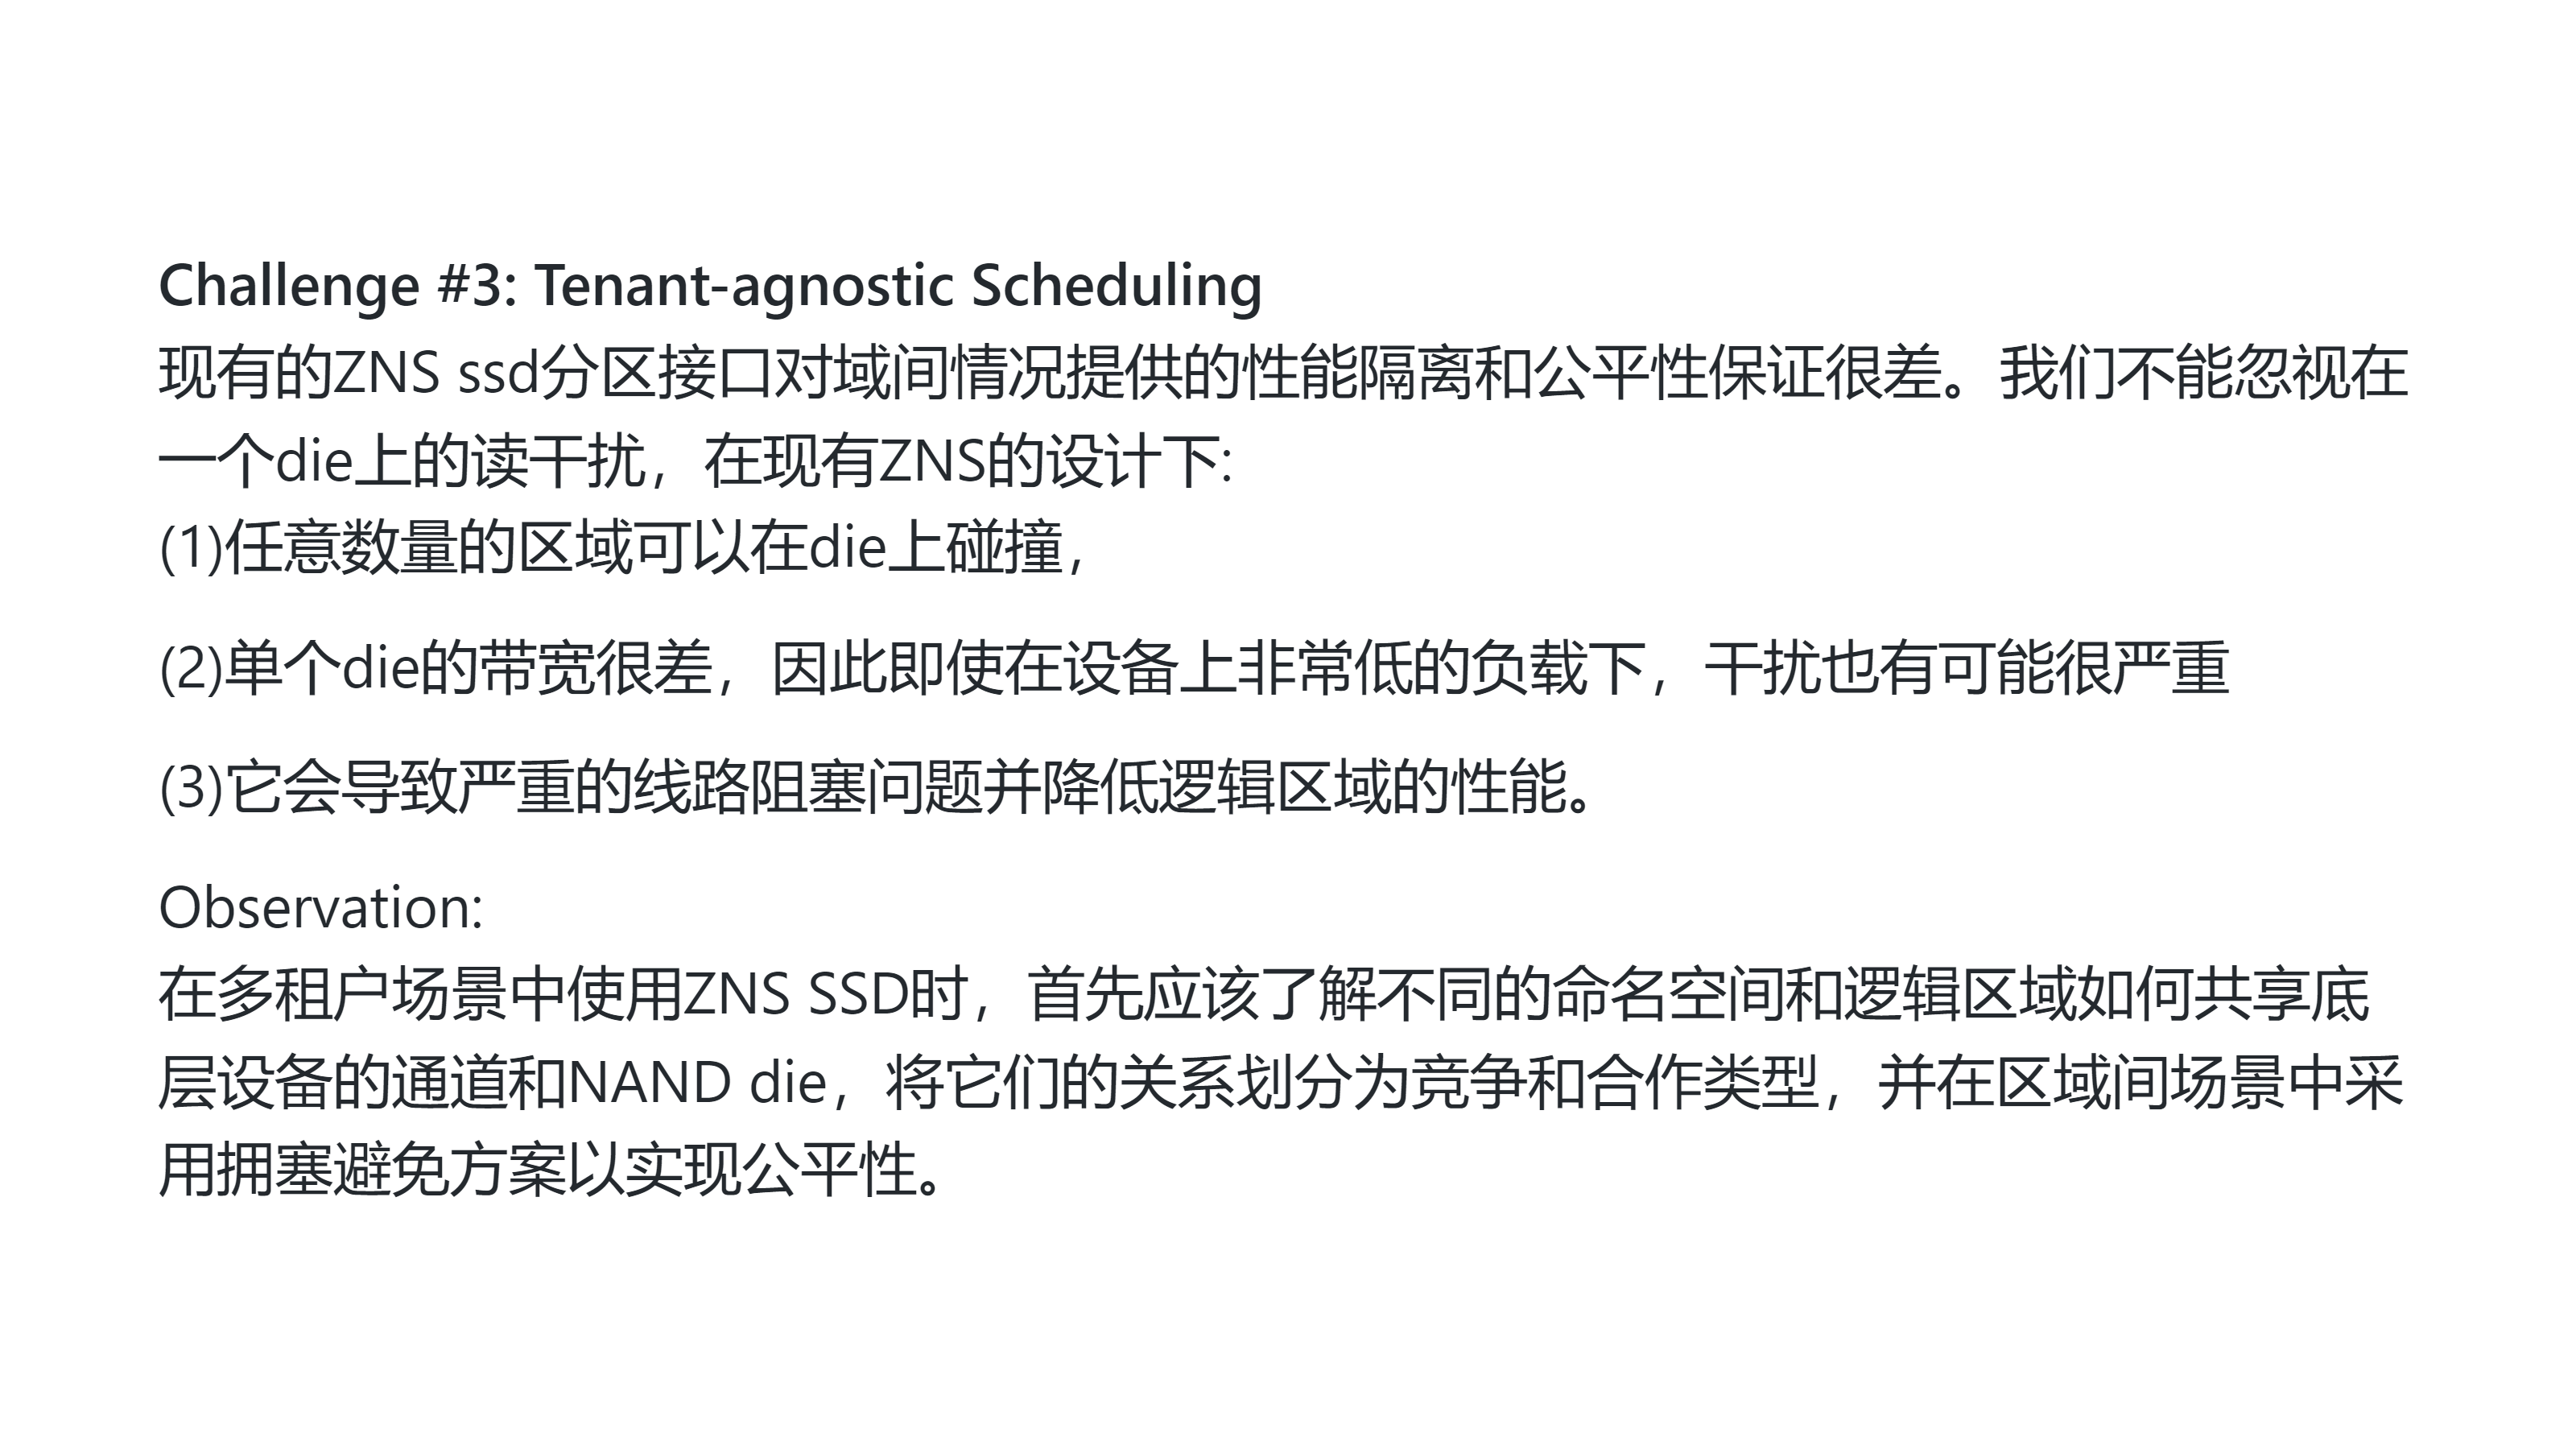 Challenge #3: Tenant-agnostic Scheduling
现有的ZNS ssd分区接口对域间情况提供的性能隔离和公平性保证很差。我们不能忽视在
一个die上的读干扰，在现有ZNS的设计下:
(1)任意数量的区域可以在die上碰撞，
(2)单个die的带宽很差，因此即使在设备上非常低的负载下，干扰也有可能很严重
(3)它会导致严重的线路阻塞问题并降低逻辑区域的性能。
Observation:
在多租户场景中使用ZNS SSD时，首先应该了解不同的命名空间和逻辑区域如何共享底
层设备的通道和NAND die，将它们的关系划分为竞争和合作类型，并在区域间场景中采
用拥塞避免方案以实现公平性。